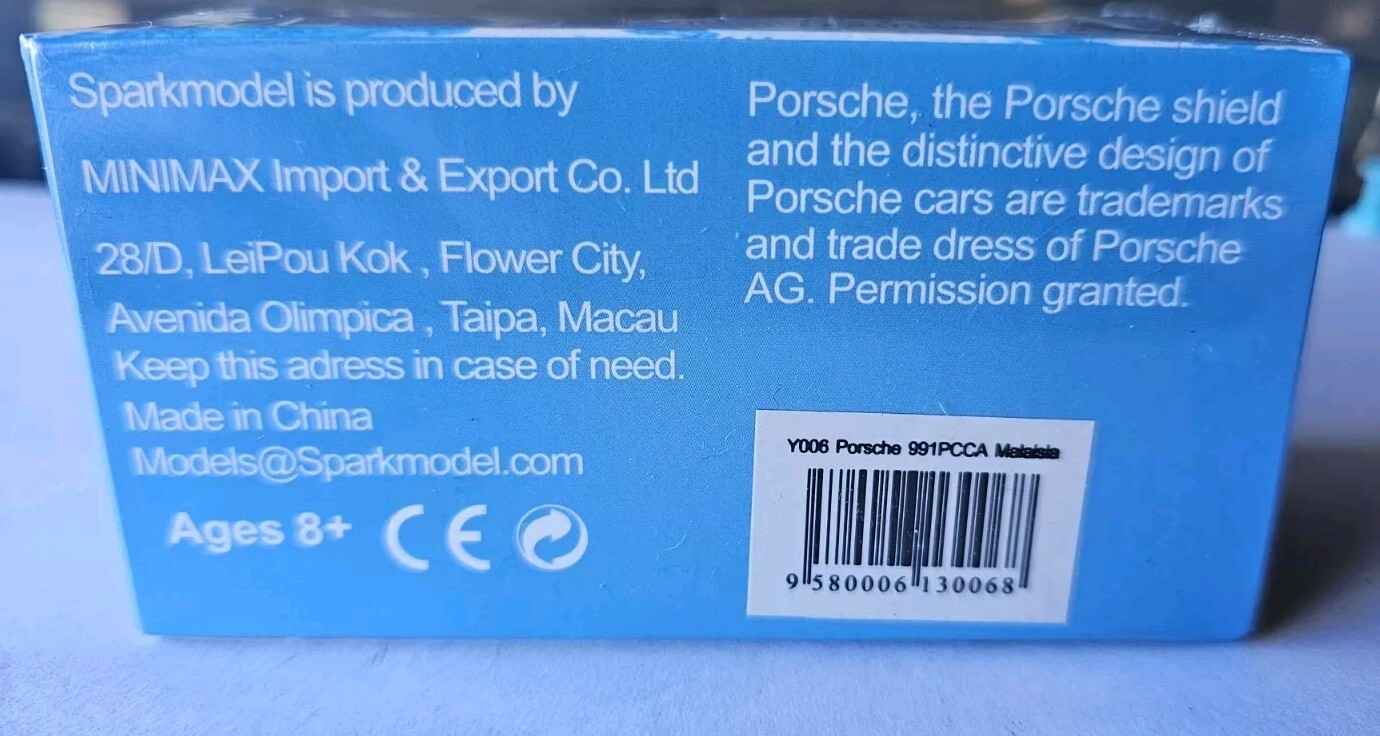 Sparkmodel is produced by
MINIMAX Import & Export Co. Ltd
28/D, LeiPou Kok , Flower City,
Avenida Olimpica , Taipa, Macau
Keep this adress in case of need.
Made in China
Models@Sparkmodel.com
Ages 8+ CE
Porsche, the Porsche shield
and the distinctive design of
Porsche cars are trademarks
and trade dress of Porsche
AG. Permission granted.
Y006 Porsche 991PCCA Malaisia
9 580006 130068